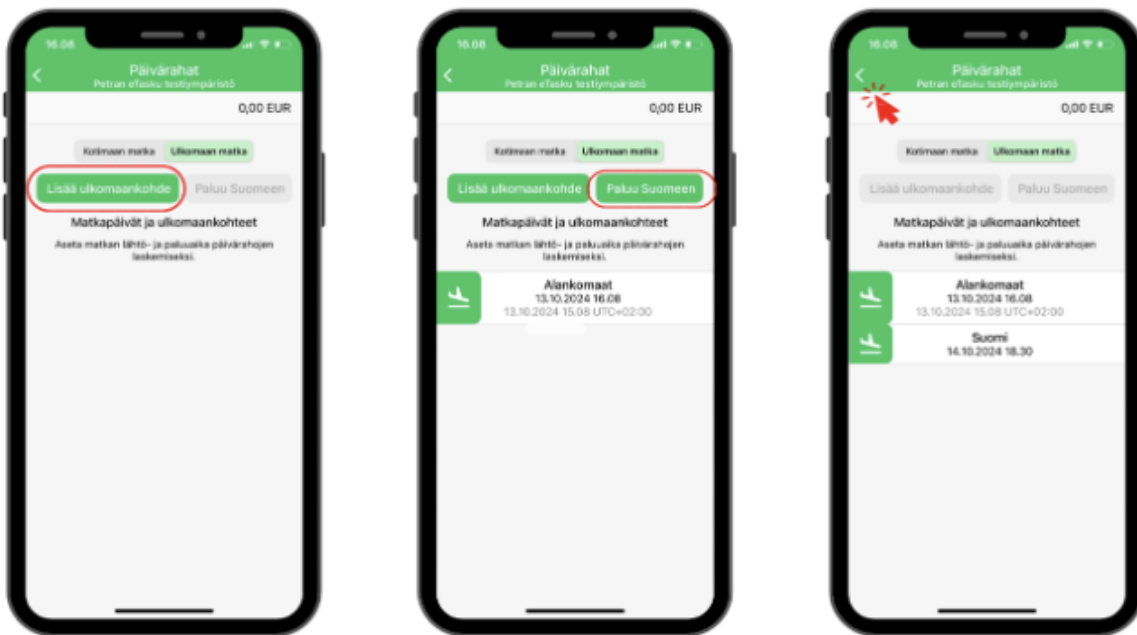 16.08
Päivärahat
Petran eTasku testiympäristö
0,00 EUR
Kotimaan matka Ulkomaan matka
Lisää ulkomaankohde Paluu Suomeen
Matkapäivät ja ulkomaankohteet
Aseta matkan lähtö- ja paluuaika päivärahojen
laskemiseksi.
16.08
Päivärahat
Petran eTasku testiympäristö
0,00 EUR
Kotimaan matka Ulkomaan matka
Lisää ulkomaankohde Paluu Suomeen
Matkapäivät ja ulkomaankohteet
Aseta matkan lähtö- ja paluuaika päivärahojen
laskemiseksi.
Alankomaat
13.10.2024 16.08
13.10.2024 15.08 UTC+02:00
16.08
Päivärahat
Petran eTasku testiympäristö
0,00 EUR
Kotimaan matka Ulkomaan matka
Lisää ulkomaankohde Paluu Suomeen
Matkapäivät ja ulkomaankohteet
Aseta matkan lähtö- ja paluuaika päivärahojen
laskemiseksi.
Alankomaat
13.10.2024 16.08
13.10.2024 15.08 UTC+02:00
Suomi
14.10.2024 18.30